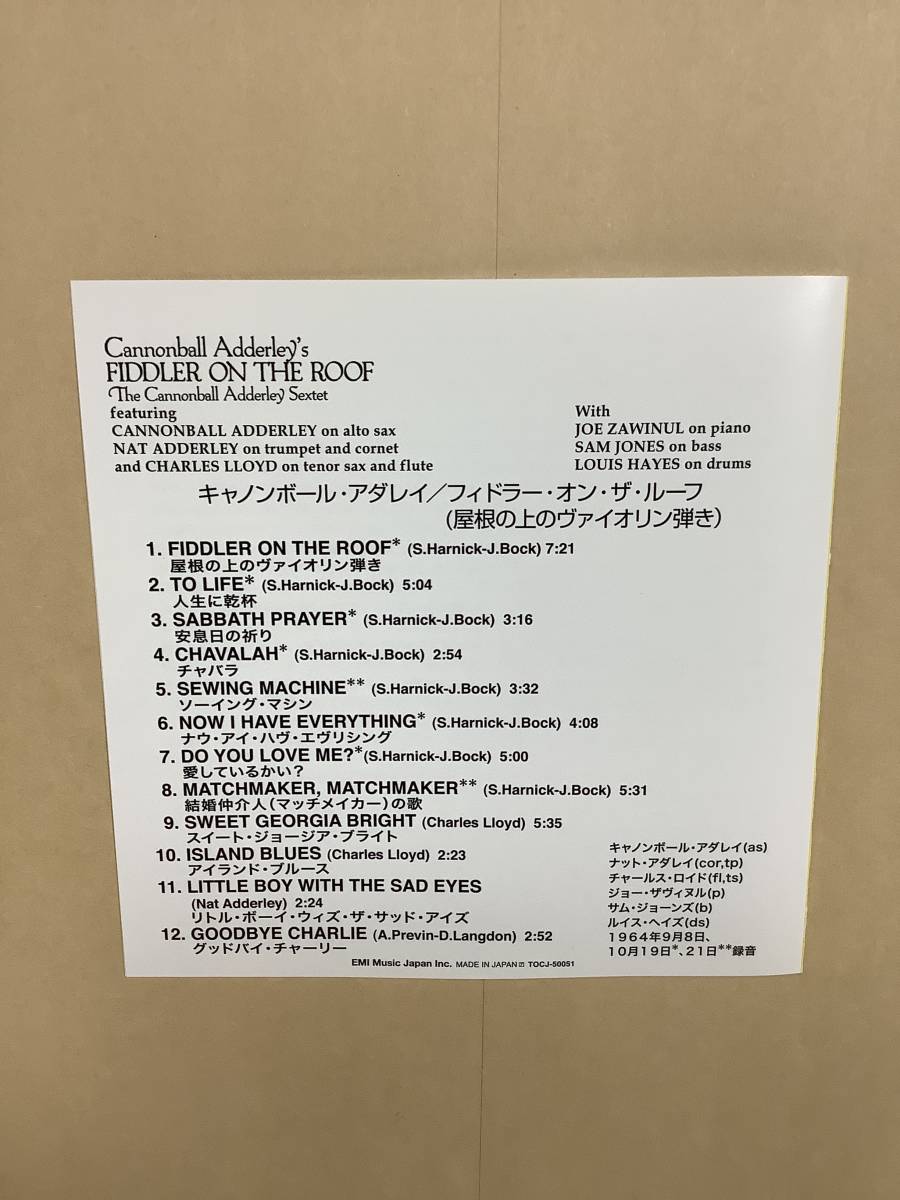 Cannonball Adderley's
FIDDLER ON THE ROOF
The Cannonball Adderley Sextet
featuring
CANNONBALL ADDERLEY on alto sax
NAT ADDERLEY on trumpet and cornet
and CHARLES LLOYD on tenor sax and flute
With
JOE ZAWINUL on piano
SAM JONES on bass
LOUIS HAYES on drums
キャノンボール・アダレイ／フィドラー・オン・ザ・ルーフ
(屋根の上のヴァイオリン弾き)
1. FIDDLER ON THE ROOF* (S.Harnick-J.Bock) 7:21
屋根の上のヴァイオリン弾き
2. TO LIFE* (S.Harnick-J.Bock) 5:04
人生に乾杯
3. SABBATH PRAYER* (S.Harnick-J.Bock) 3:16
安息日の祈り
4. CHAVALAH* (S.Harnick-J.Bock) 2:54
チャバラ
5. SEWING MACHINE** (S.Harnick-J.Bock) 3:32
ソーイング・マシン
6. NOW I HAVE EVERYTHING* (S.Harnick-J.Bock) 4:08
ナウ・アイ・ハヴ・エヴリシング
7. DO YOU LOVE ME?*(S.Harnick-J.Bock) 5:00
愛しているかい？
8. MATCHMAKER, MATCHMAKER** (S.Harnick-J.Bock) 5:31
結婚仲介人(マッチメイカー)の歌
9. SWEET GEORGIA BRIGHT (Charles Lloyd) 5:35
スイート・ジョージア・ブライト
10. ISLAND BLUES (Charles Lloyd) 2:23
アイランド・ブルース
11. LITTLE BOY WITH THE SAD EYES
(Nat Adderley) 2:24
リトル・ボーイ・ウィズ・ザ・サッド・アイズ
12. GOODBYE CHARLIE (A.Previn-D.Langdon) 2:52
グッドバイ・チャーリー
キャノンボール・アダレイ(as)
ナット・アダレイ(cor,tp)
チャールス・ロイド(fl,ts)
ジョー・ザヴィヌル(p)
サム・ジョーンズ(b)
ルイス・ヘイズ(ds)
1964年9月8日、
10月19日*、21日**録音
EMI Music Japan Inc. MADE IN JAPAN TOCJ-50051